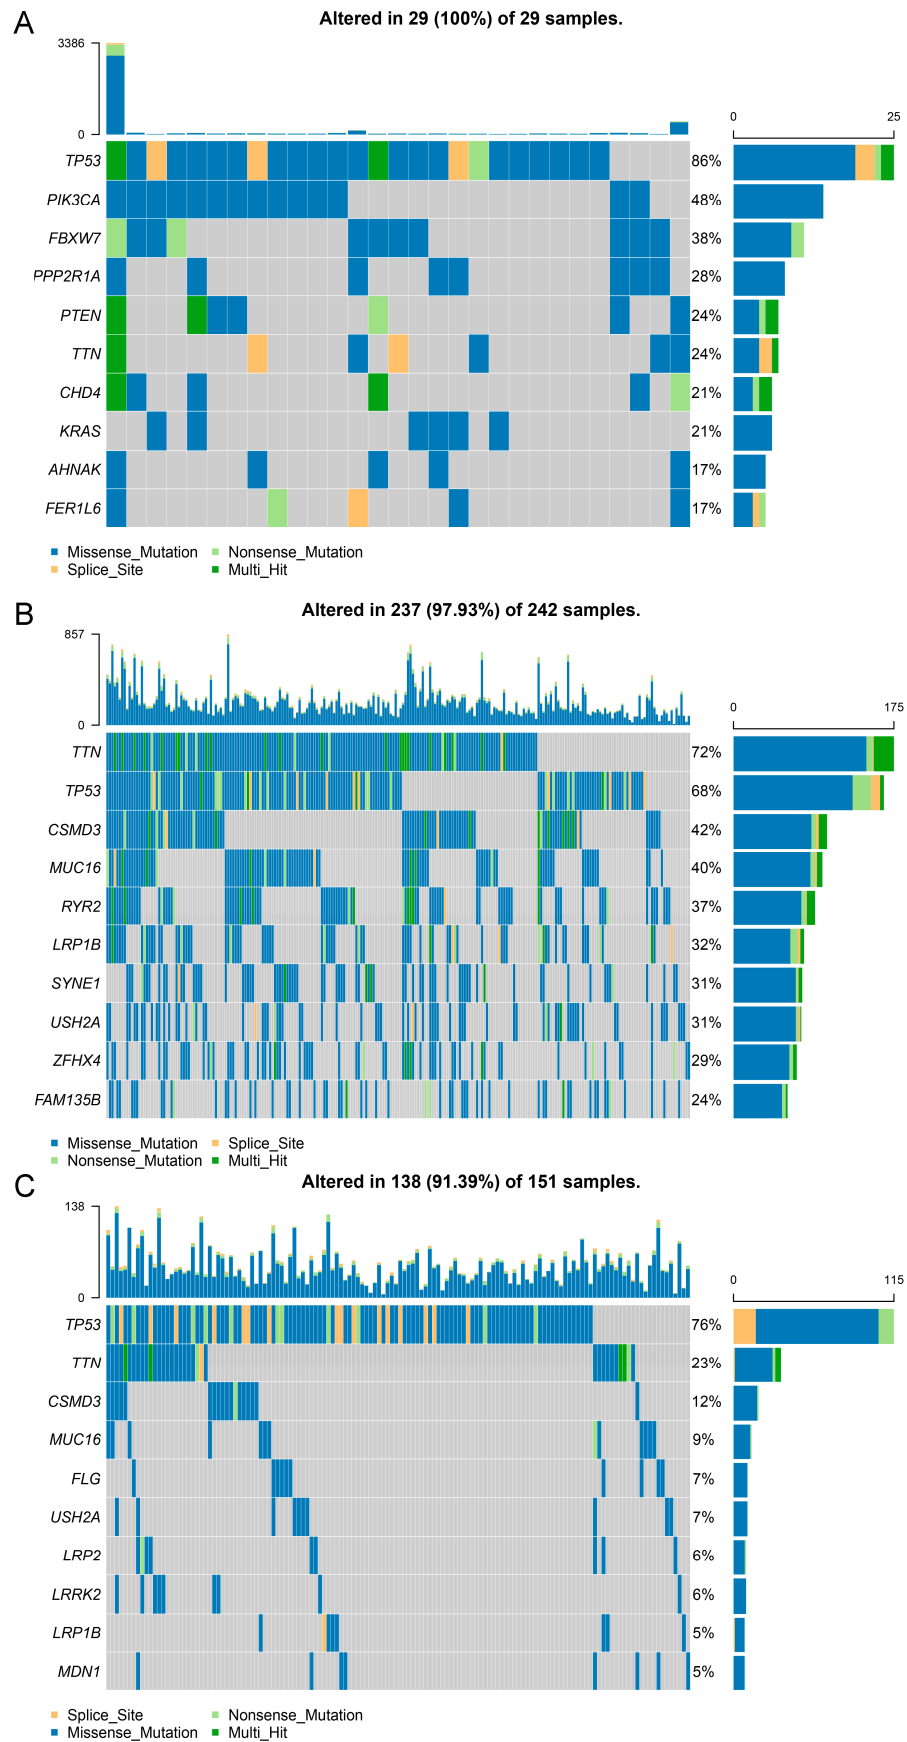 A
Altered in 29 (100%) of 29 samples.
3386
0
0 25
TP53 86%
PIK3CA 48%
FBXW7 38%
PPP2R1A 28%
PTEN 24%
TTN 24%
CHD4 21%
KRAS 21%
AHNAK 17%
FER1L6 17%
Missense_Mutation Nonsense_Mutation
Splice_Site Multi_Hit
B
Altered in 237 (97.93%) of 242 samples.
857
0
0 175
TTN 72%
TP53 68%
CSMD3 42%
MUC16 40%
RYR2 37%
LRP1B 32%
SYNE1 31%
USH2A 31%
ZFHX4 29%
FAM135B 24%
Missense_Mutation Splice_Site
Nonsense_Mutation Multi_Hit
C
Altered in 138 (91.39%) of 151 samples.
138
0
0 115
TP53 76%
TTN 23%
CSMD3 12%
MUC16 9%
FLG 7%
USH2A 7%
LRP2 6%
LRRK2 6%
LRP1B 5%
MDN1 5%
Splice_Site Nonsense_Mutation
Missense_Mutation Multi_Hit